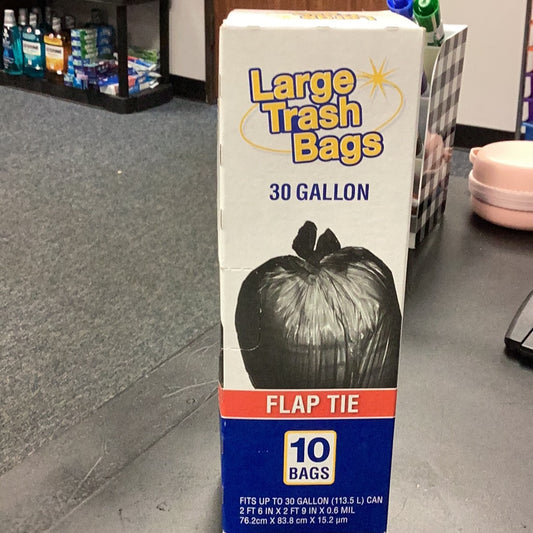 Large
Trash
Bags
30 GALLON
FLAP TIE
10
BAGS
FITS UP TO 30 GALLON (113.5 L) CAN
2 FT 6 IN X 2 FT 9 IN X 0.6 MIL
76.2cm X 83.8 cm X 15.2 µm